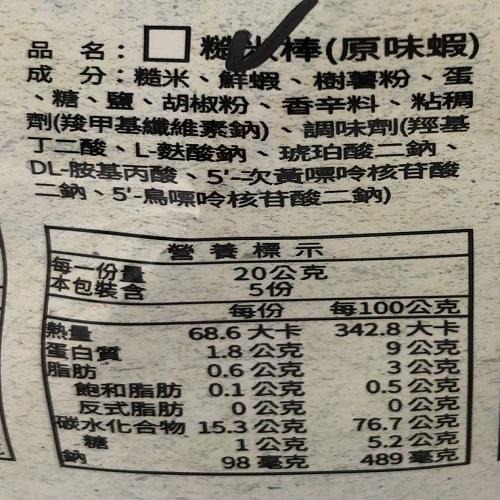 品 名：□糙米棒(原味蝦)
成 分：糙米、鮮蝦、樹薯粉、蛋
、糖、鹽、胡椒粉、香辛料、粘稠
劑(羧甲基纖維素鈉)、調味劑(羥基
丁二酸、L-麩酸鈉、琥珀酸二鈉、
DL-胺基丙酸、5'-次黃嘌呤核苷酸
二鈉、5'-鳥嘌呤核苷酸二鈉)
營養標示
每一份量 20公克
本包裝含 5份
每份 每100公克
熱量 68.6 大卡 342.8 大卡
蛋白質 1.8 公克 9 公克
脂肪 0.6 公克 3 公克
飽和脂肪 0.1 公克 0.5 公克
反式脂肪 0 公克 0 公克
碳水化合物 15.3 公克 76.7 公克
糖 1 公克 5.2 公克
鈉 98 毫克 489 毫克